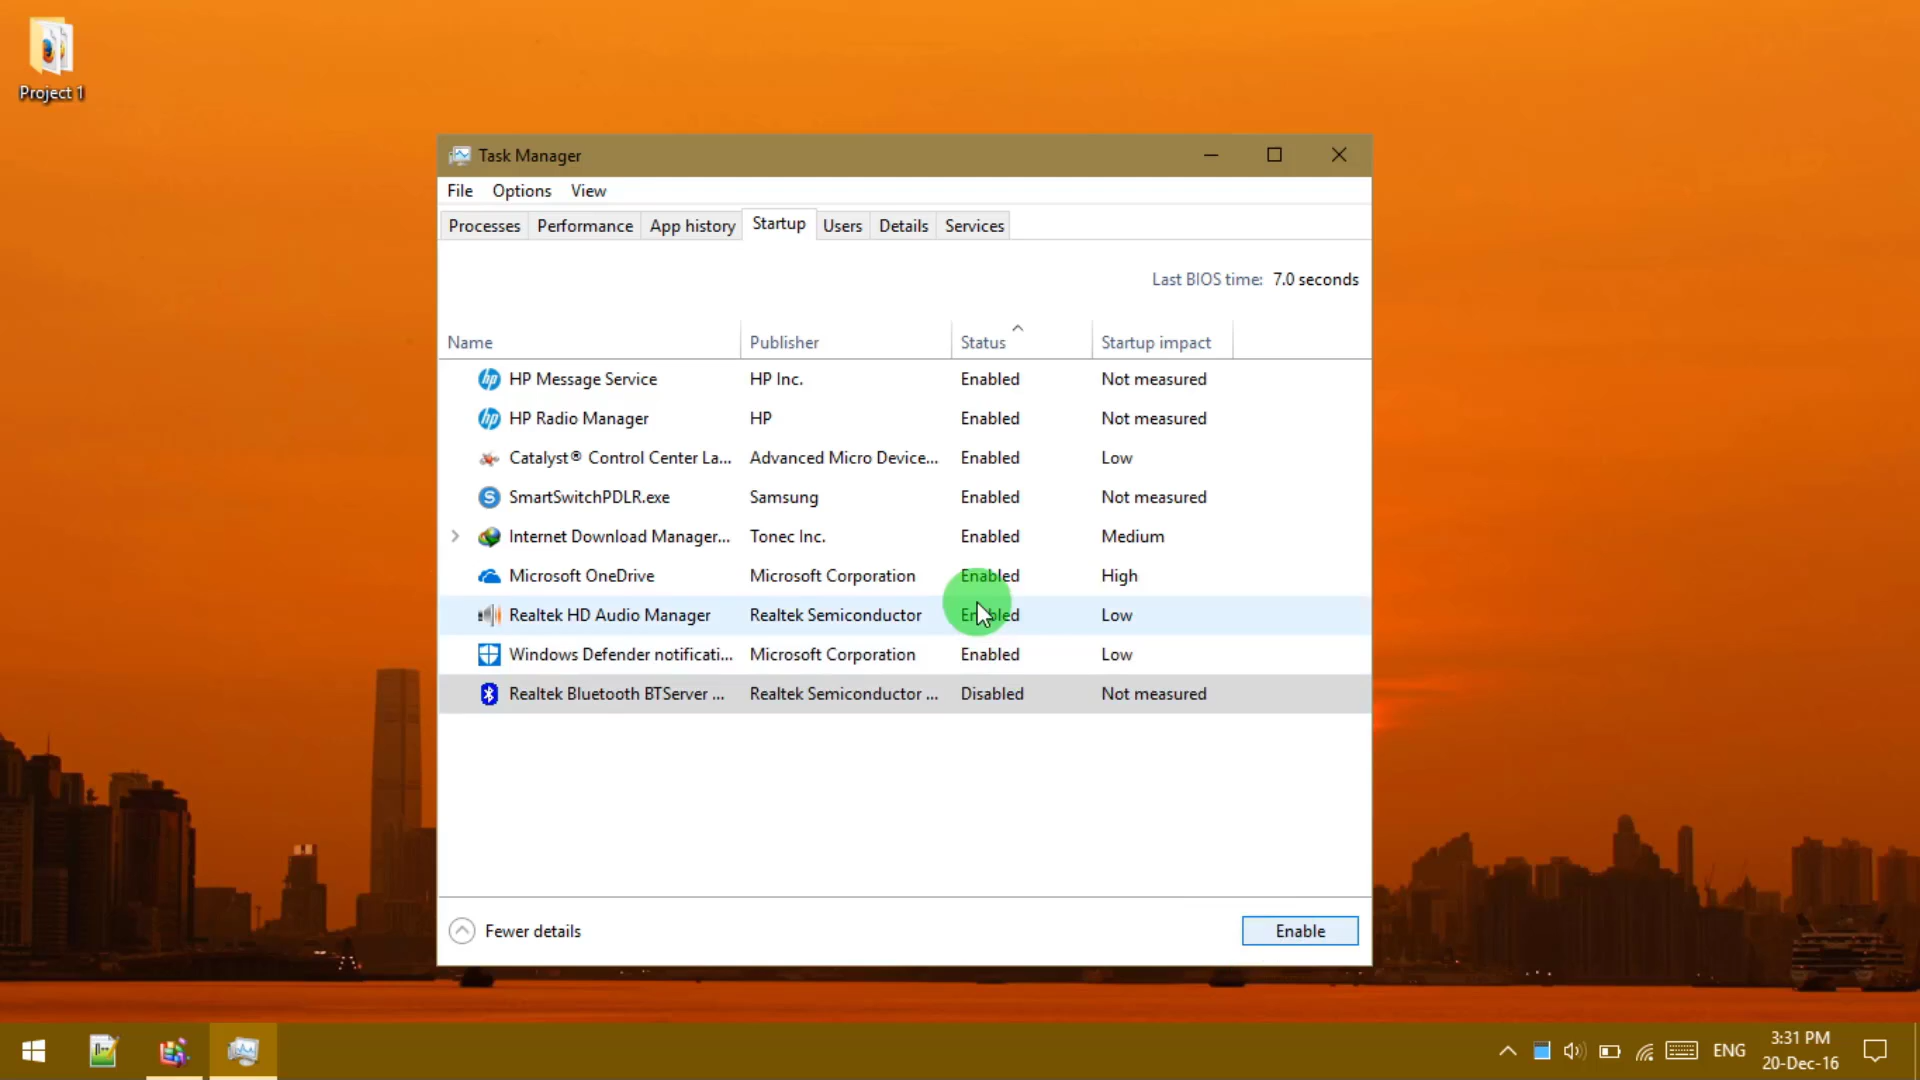 Project 1
Task Manager
File Options View
Processes Performance App history Startup Users Details Services
Last BIOS time: 7.0 seconds
Name Publisher Status Startup impact
HP Message Service HP Inc. Enabled Not measured
HP Radio Manager HP Enabled Not measured
Catalyst® Control Center La... Advanced Micro Device... Enabled Low
SmartSwitchPDLR.exe Samsung Enabled Not measured
Internet Download Manager... Tonec Inc. Enabled Medium
Microsoft OneDrive Microsoft Corporation Enabled High
Realtek HD Audio Manager Realtek Semiconductor Enabled Low
Windows Defender notificati... Microsoft Corporation Enabled Low
Realtek Bluetooth BTServer ... Realtek Semiconductor ... Disabled Not measured
Fewer details Enable
ENG 3:31 PM
20-Dec-16